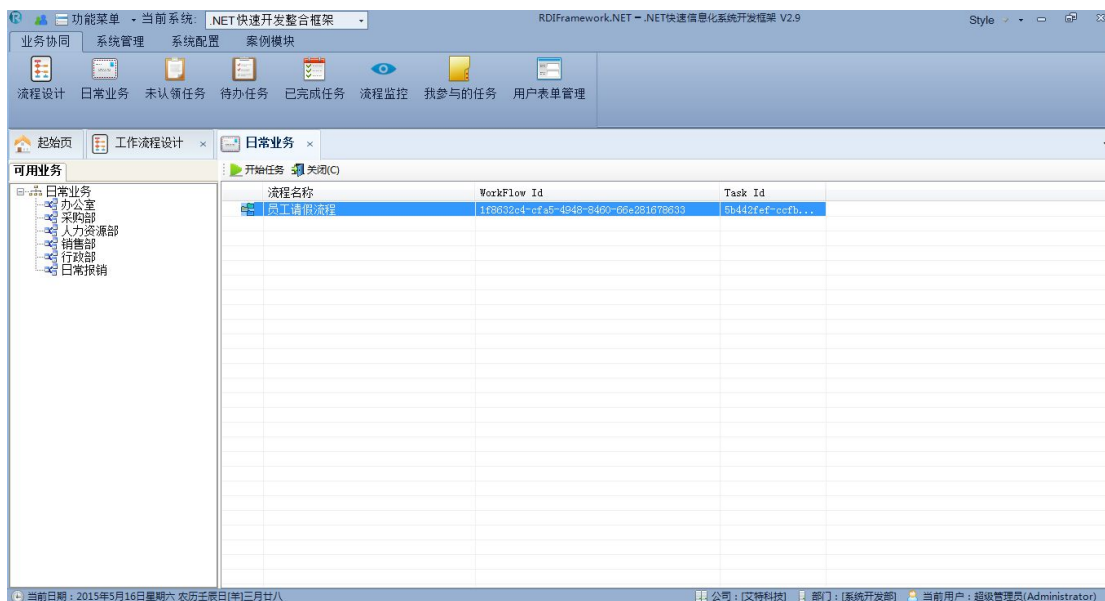 功能菜单 当前系统: .NET快速开发整合框架 RDIFramework.NET - .NET快速信息化系统开发框架 V2.9 Style
业务协同 系统管理 系统配置 案例模块
流程设计 日常业务 未认领任务 待办任务 已完成任务 流程监控 我参与的任务 用户表单管理
起始页 工作流程设计 × 日常业务 ×
可用业务 开始任务 关闭(C)
流程名称 WorkFlow Id Task Id
员工请假流程 1f8632c4-cfa5-4948-8460-66e281678633 5b442fef-ccfb...
日常业务
办公室
采购部
人力资源部
销售部
行政部
日常报销
当前日期:2015年5月16日星期六 农历壬辰日[羊]三月廿八 公司:[艾特科技] 部门:[系统开发部] 当前用户:超级管理员(Administrator)